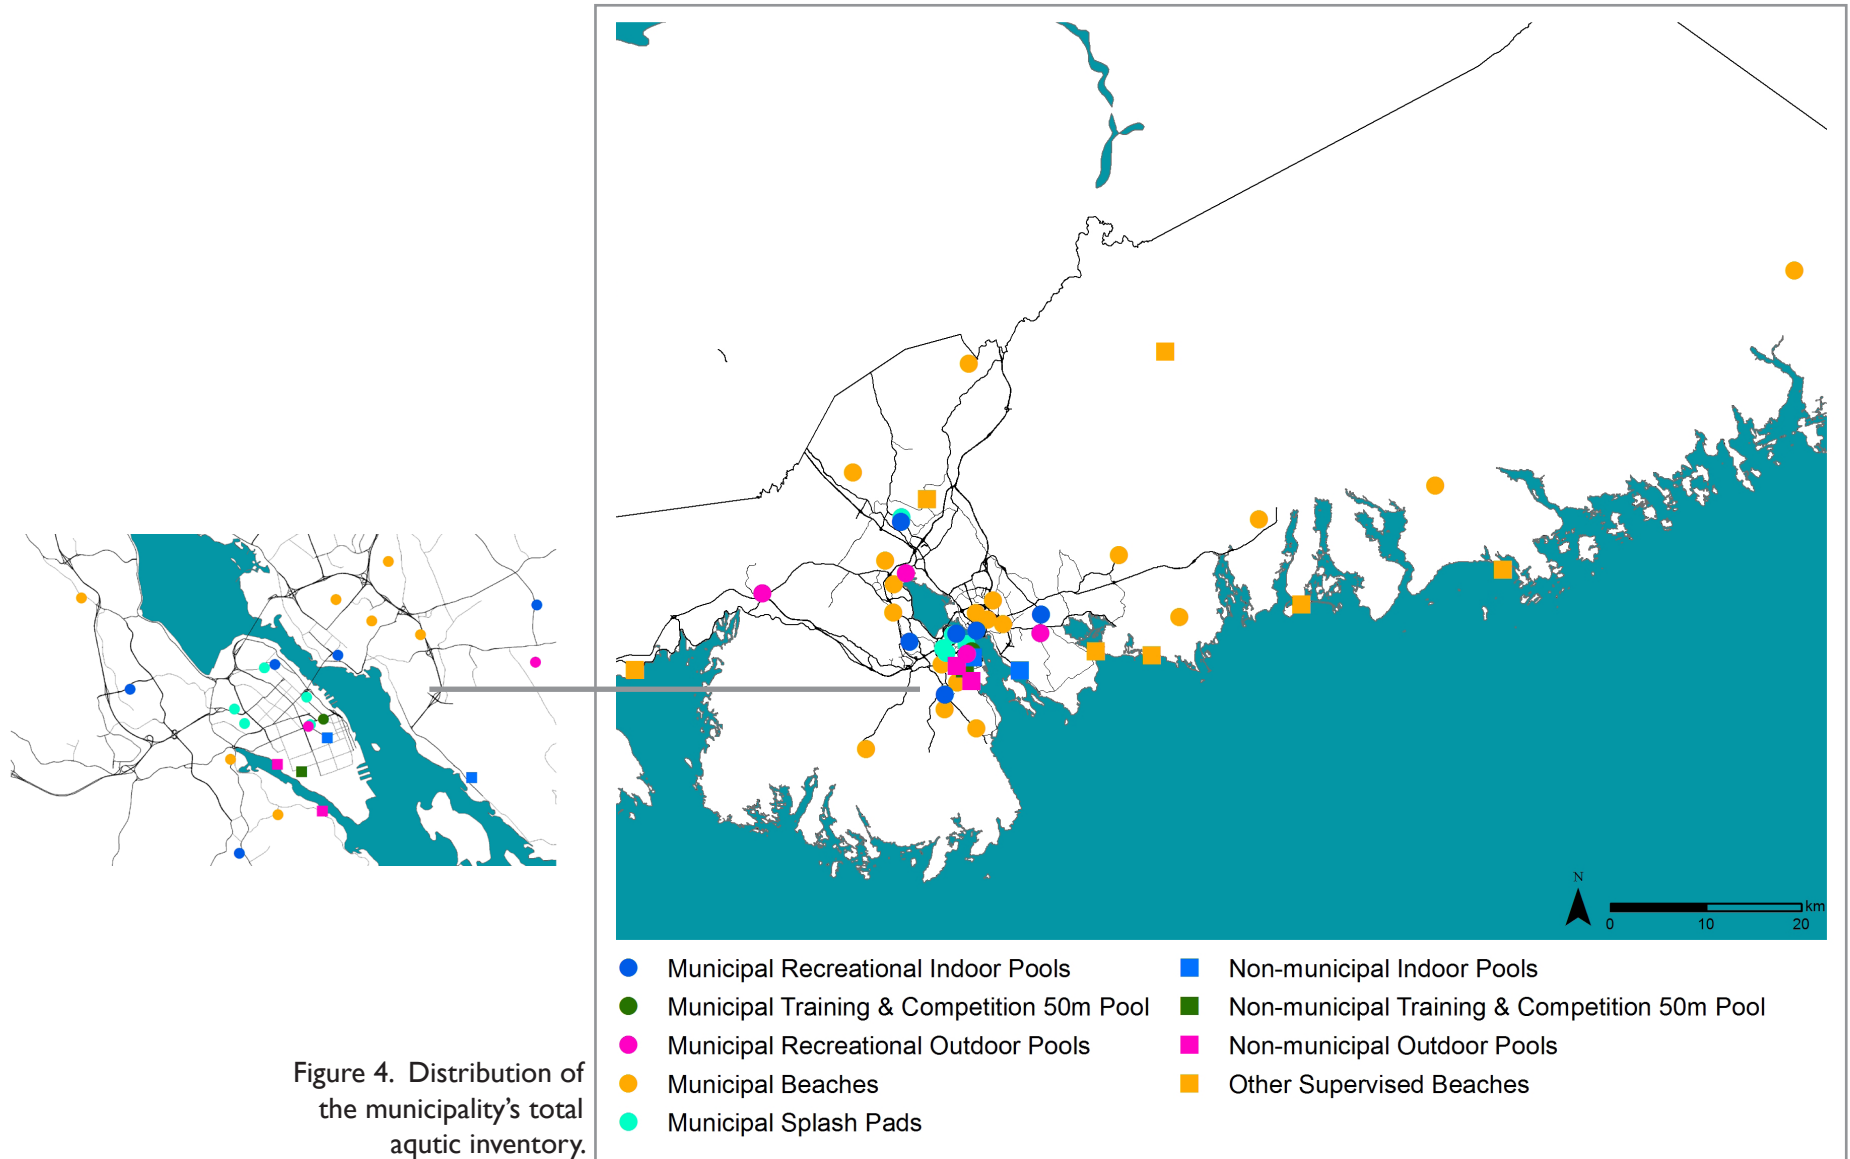 N
km
0 10 20
Municipal Recreational Indoor Pools
Municipal Training & Competition 50m Pool
Municipal Recreational Outdoor Pools
Municipal Beaches
Municipal Splash Pads
Non-municipal Indoor Pools
Non-municipal Training & Competition 50m Pool
Non-municipal Outdoor Pools
Other Supervised Beaches
Figure 4. Distribution of
the municipality’s total
aqutic inventory.